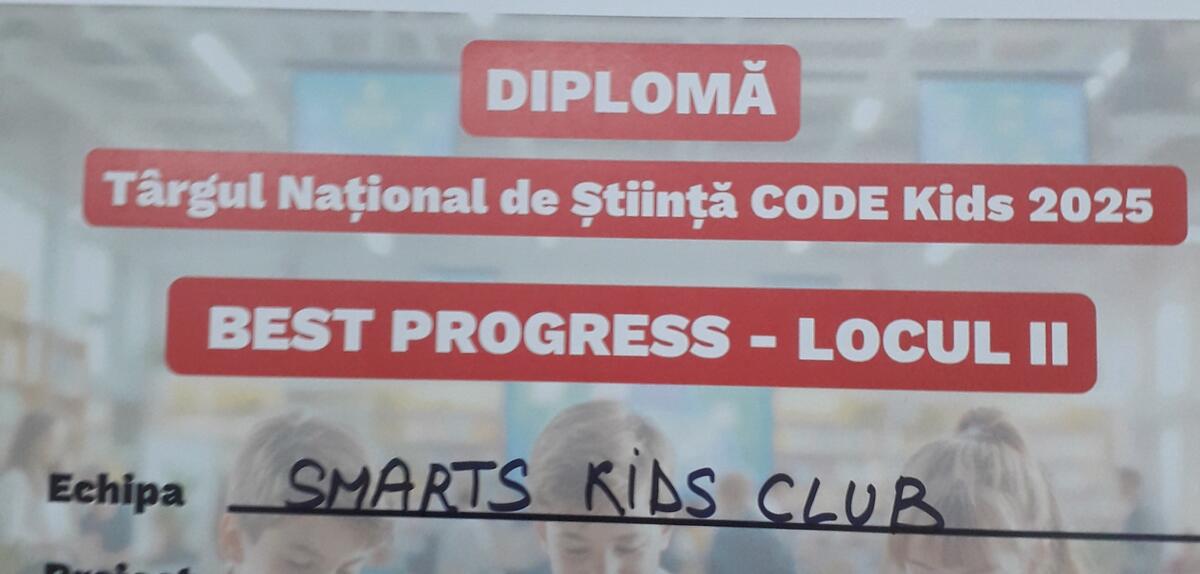 DIPLOMĂ
Târgul Național de Știință CODE Kids 2025
BEST PROGRESS - LOCUL II
Echipa SMARTS KiDS CLUB